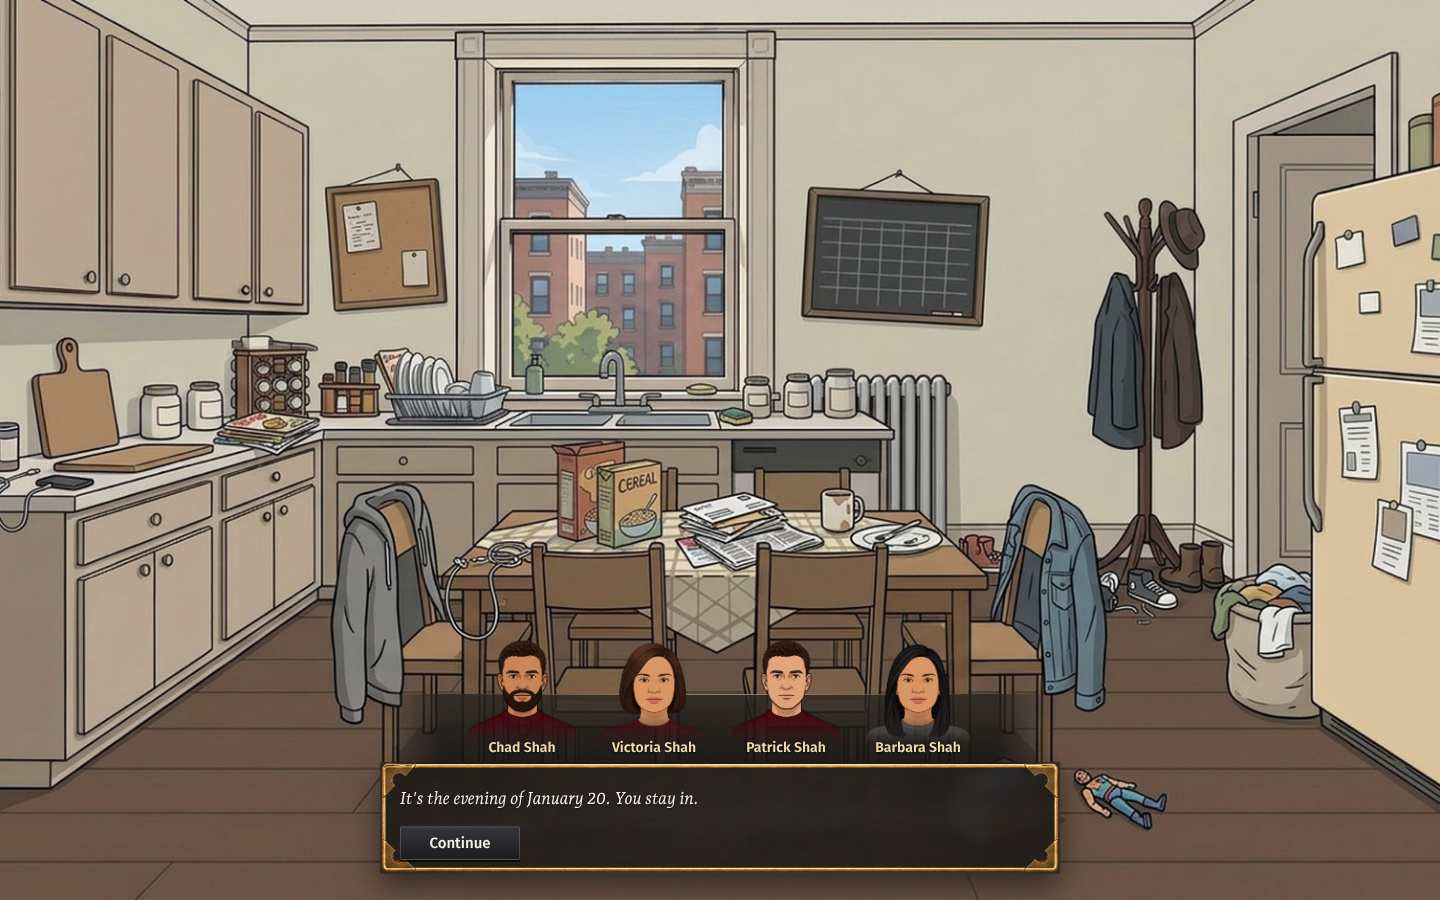 CEREAL
Chad Shah
Victoria Shah
Patrick Shah
Barbara Shah
It's the evening of January 20. You stay in.
Continue